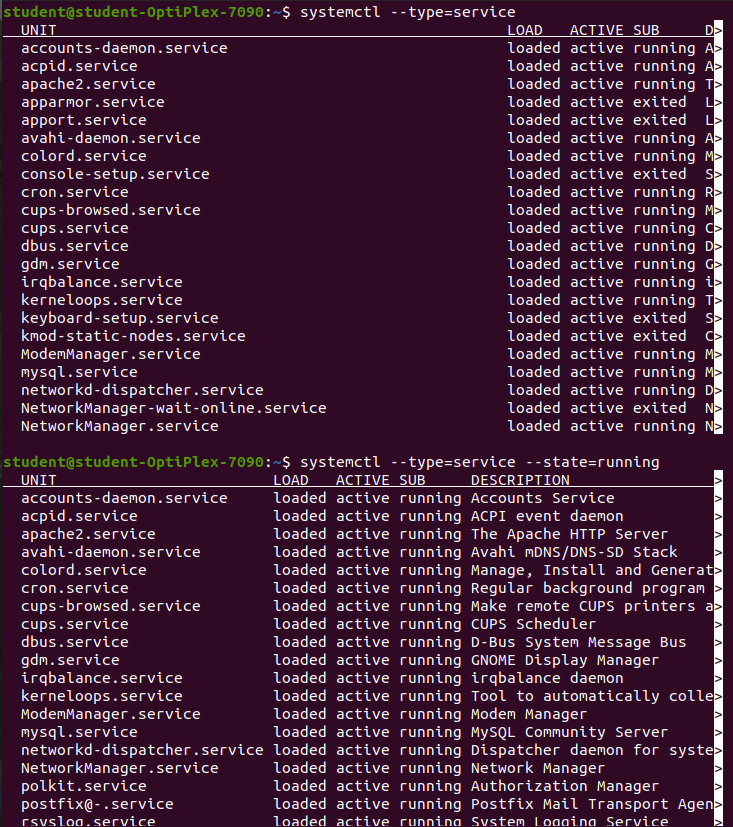 student@student-OptiPlex-7090:~$ systemctl --type=service
UNIT LOAD ACTIVE SUB D>
accounts-daemon.service loaded active running A>
acpid.service loaded active running A>
apache2.service loaded active running T>
apparmor.service loaded active exited L>
apport.service loaded active exited L>
avahi-daemon.service loaded active running A>
colord.service loaded active running M>
console-setup.service loaded active exited S>
cron.service loaded active running R>
cups-browsed.service loaded active running M>
cups.service loaded active running C>
dbus.service loaded active running D>
gdm.service loaded active running G>
irqbalance.service loaded active running i>
kerneloops.service loaded active running T>
keyboard-setup.service loaded active exited S>
kmod-static-nodes.service loaded active exited C>
ModemManager.service loaded active running M>
mysql.service loaded active running M>
networkd-dispatcher.service loaded active running D>
NetworkManager-wait-online.service loaded active exited N>
NetworkManager.service loaded active running N>
student@student-OptiPlex-7090:~$ systemctl --type=service --state=running
UNIT LOAD ACTIVE SUB DESCRIPTION >
accounts-daemon.service loaded active running Accounts Service >
acpid.service loaded active running ACPI event daemon >
apache2.service loaded active running The Apache HTTP Server >
avahi-daemon.service loaded active running Avahi mDNS/DNS-SD Stack >
colord.service loaded active running Manage, Install and Generat>
cron.service loaded active running Regular background program >
cups-browsed.service loaded active running Make remote CUPS printers a>
cups.service loaded active running CUPS Scheduler >
dbus.service loaded active running D-Bus System Message Bus >
gdm.service loaded active running GNOME Display Manager >
irqbalance.service loaded active running irqbalance daemon >
kerneloops.service loaded active running Tool to automatically colle>
ModemManager.service loaded active running Modem Manager >
mysql.service loaded active running MySQL Community Server >
networkd-dispatcher.service loaded active running Dispatcher daemon for syste>
NetworkManager.service loaded active running Network Manager >
polkit.service loaded active running Authorization Manager >
postfix@-.service loaded active running Postfix Mail Transport Agen>
rsyslog.service loaded active running System Logging Service >